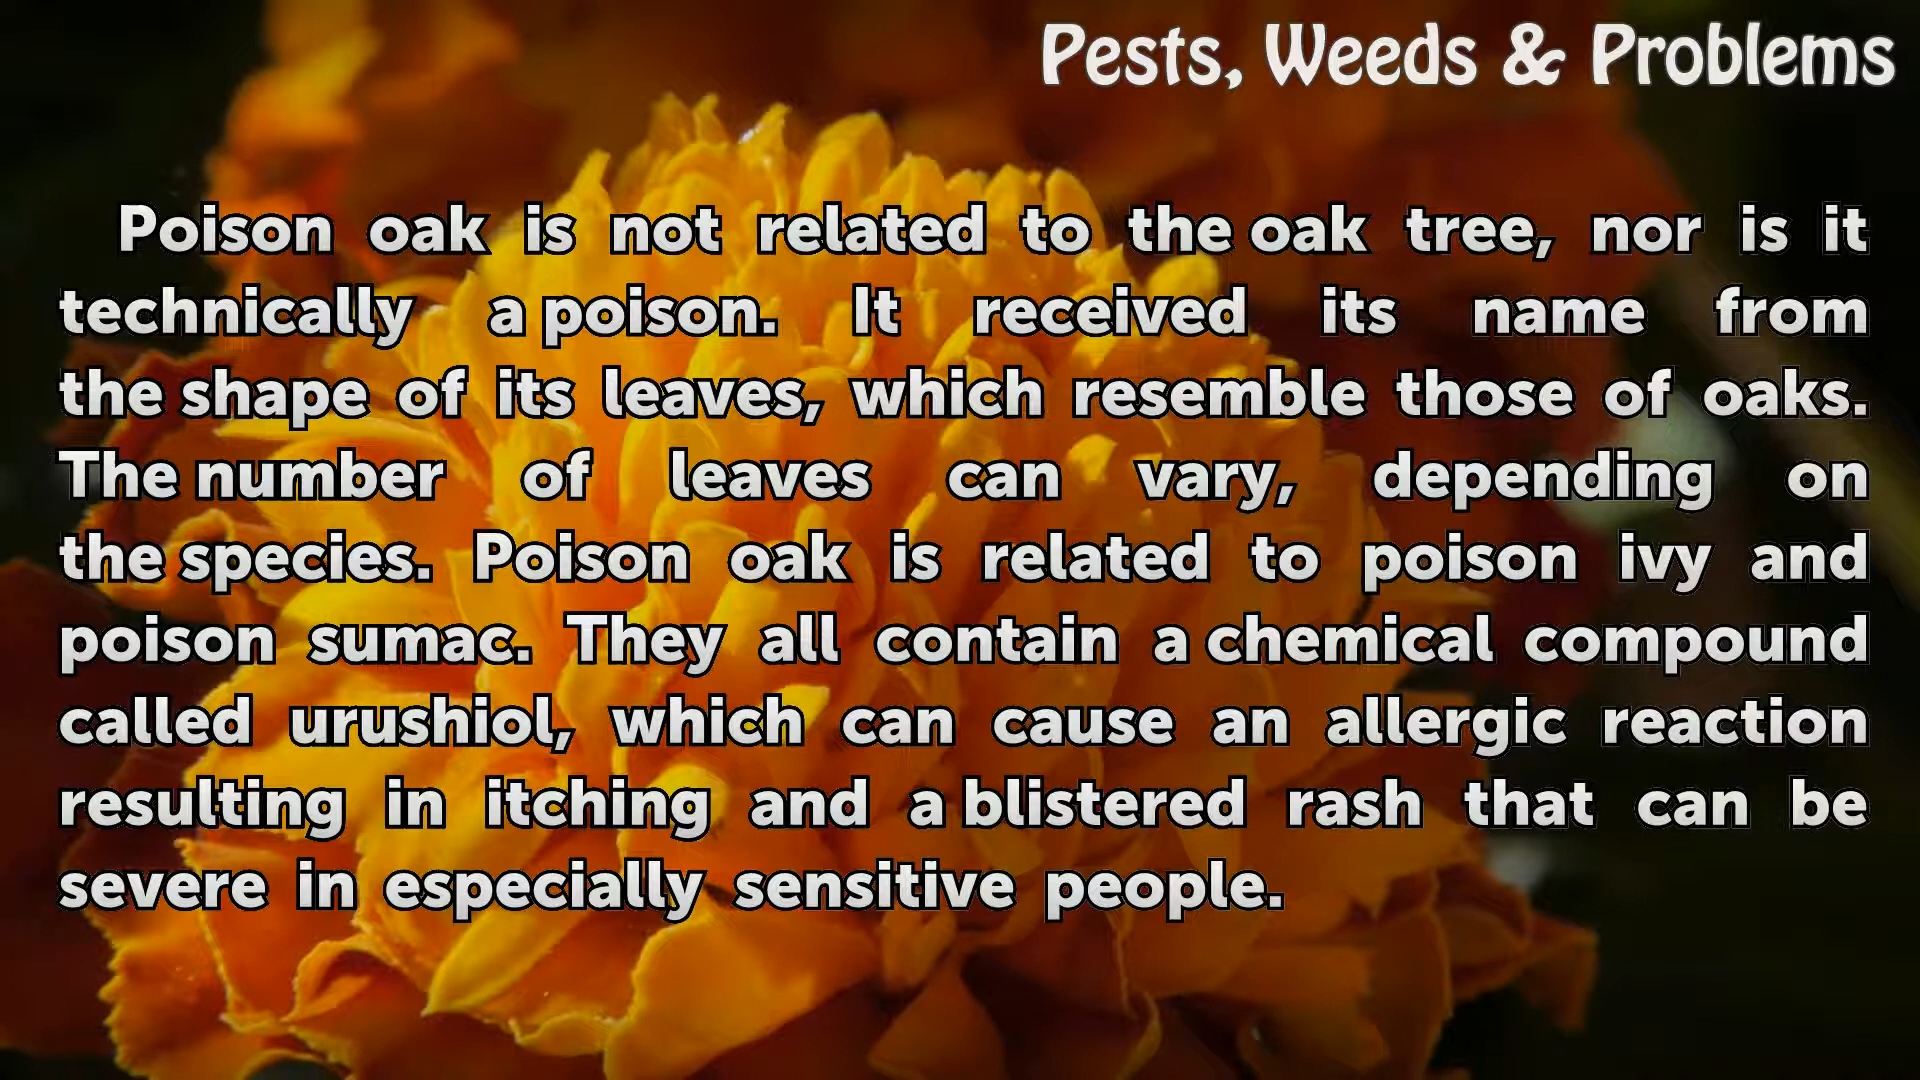 Pests, Weeds & Problems
Poison oak is not related to the oak tree, nor is it
technically a poison. It received its name from
the shape of its leaves, which resemble those of oaks.
The number of leaves can vary, depending on
the species. Poison oak is related to poison ivy and
poison sumac. They all contain a chemical compound
called urushiol, which can cause an allergic reaction
resulting in itching and a blistered rash that can be
severe in especially sensitive people.